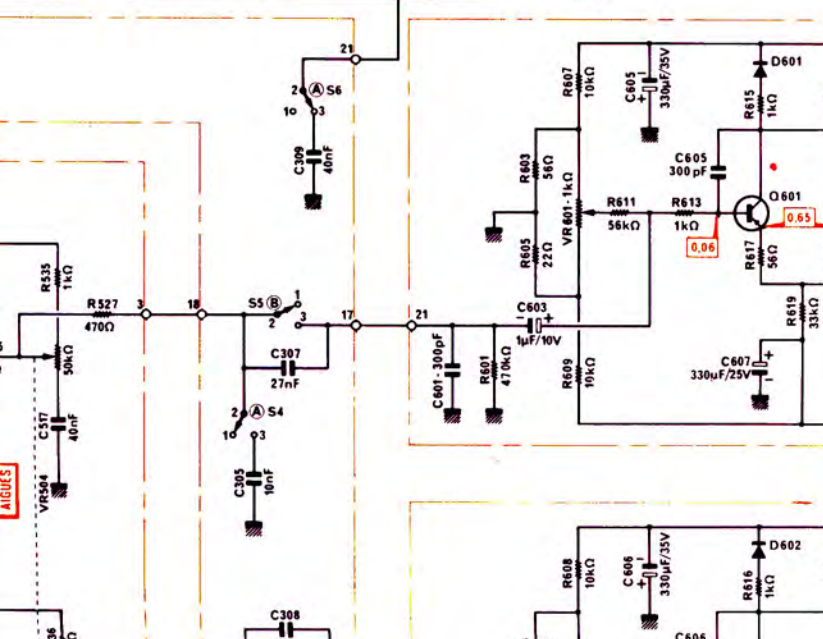 21
2 A S6
1 3
C309
40nF
R607
10kΩ
C605
330µF/35V
D601
R615
1kΩ
R603
56Ω
C605
300pF
Q601
VR601-1kΩ
R611
56kΩ
R613
1kΩ
0,65
0,06
R605
22Ω
R617
56Ω
R535
1kΩ
R527
470Ω
3
18
S5 B 1
2 3
17
21
C603
- +
1µF/10V
R619
33kΩ
50kΩ
C307
27nF
C601-300pF
R601
470kΩ
R609
10kΩ
C607
330µF/25V
+
-
C517
40nF
2 A S4
1 3
C305
10nF
AIGUES
VR504
R608
10kΩ
C606
330µF/35V
D602
R616
1kΩ
C308
C606